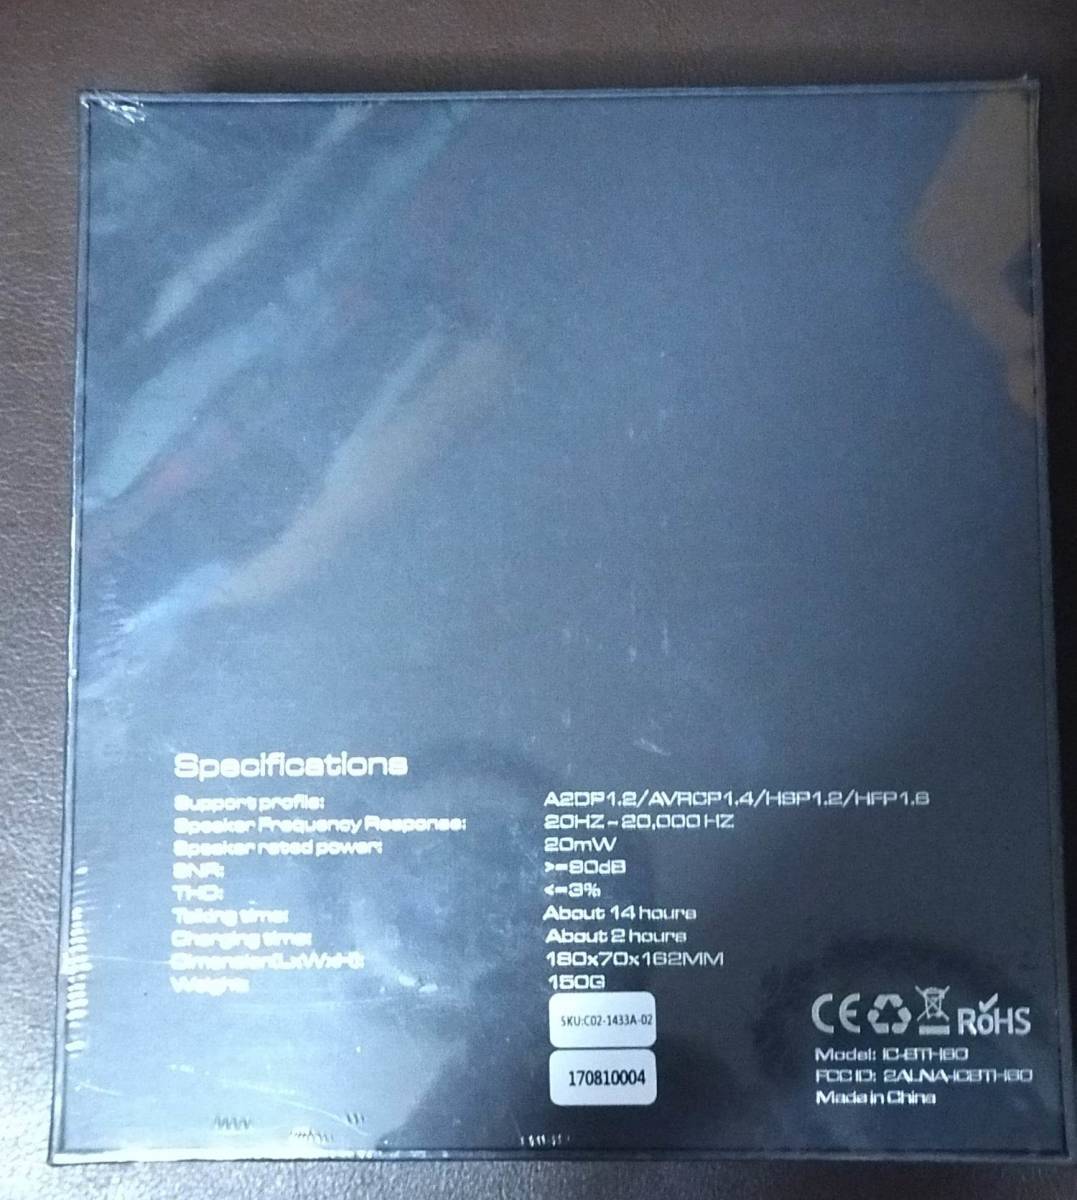 Specifications
Support profile: A2DP1.2/AVRCP1.4/HSP1.2/HFP1.6
Speaker Frequency Response: 20HZ~20,000HZ
Speaker rated power: 20mW
SNR: >=90dB
THD: <=3%
Talking time: About 14 hours
Charging time: About 2 hours
Dimension(LxWxH): 180x70x162MM
Weight: 150G
SKU:C02-1433A-02
170810004
CE RoHS
Model: IC-BTH60
FCC ID: 2ALNA-ICBTH60
Made in China